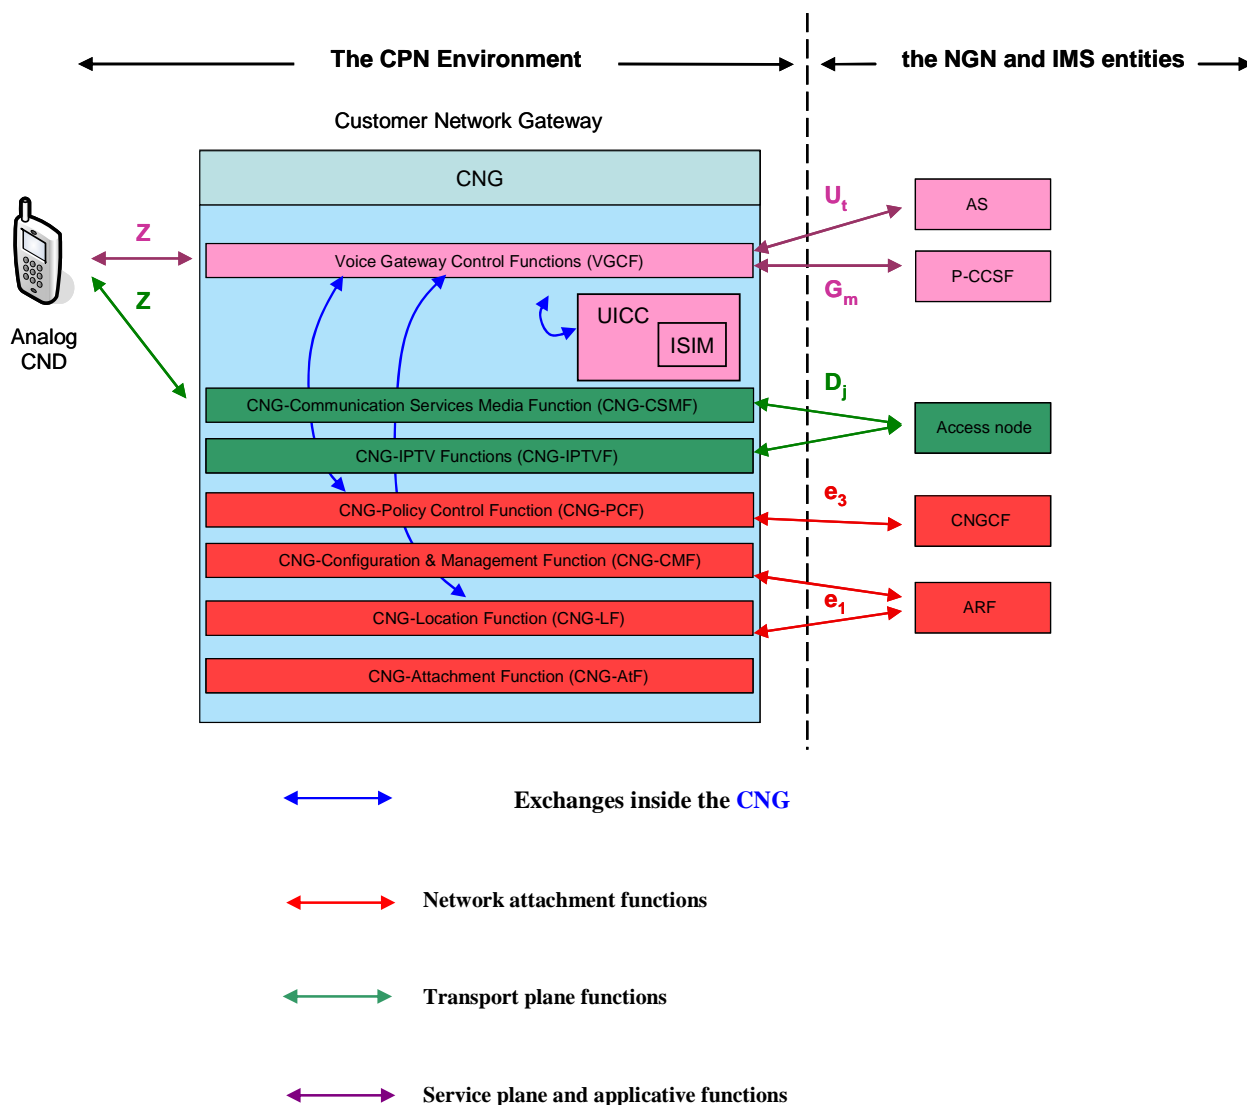 The CPN Environment
the NGN and IMS entities
Customer Network Gateway
CNG
Ut
AS
Z
Voice Gateway Control Functions (VGCF)
P-CCSF
Gm
Z
UICC
ISIM
Analog
CND
Dj
CNG-Communication Services Media Function (CNG-CSMF)
Access node
CNG-IPTV Functions (CNG-IPTVF)
e3
CNG-Policy Control Function (CNG-PCF)
CNGCF
CNG-Configuration & Management Function (CNG-CMF)
e1
ARF
CNG-Location Function (CNG-LF)
CNG-Attachment Function (CNG-AtF)
Exchanges inside the CNG
Network attachment functions
Transport plane functions
Service plane and applicative functions